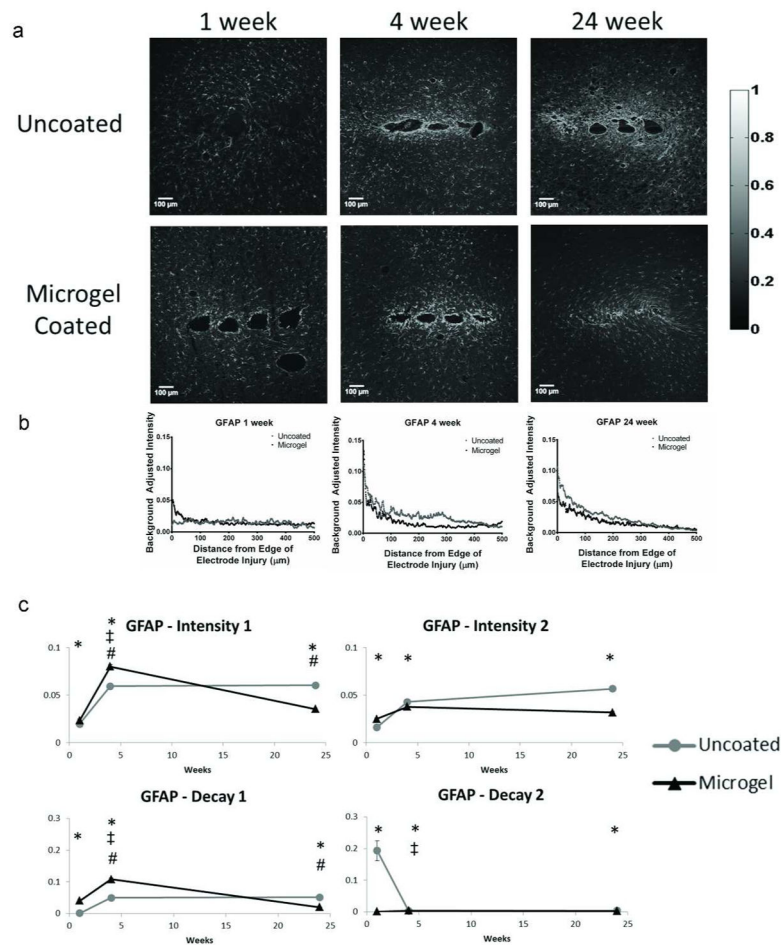 a
1 week 4 week 24 week
Uncoated
100 µm 100 µm 100 µm
1
0.8
0.6
0.4
0.2
0
Microgel
Coated
100 µm 100 µm 100 µm
b
GFAP 1 week GFAP 4 week GFAP 24 week
Uncoated Uncoated Uncoated
Microgel Microgel Microgel
Background Adjusted Intensity Background Adjusted Intensity Background Adjusted Intensity
0.15 0.15 0.15
0.10 0.10 0.10
0.05 0.05 0.05
0.00 0.00 0.00
0 100 200 300 400 500 0 100 200 300 400 500 0 100 200 300 400 500
Distance from Edge of Distance from Edge of Distance from Edge of
Electrode Injury (µm) Electrode Injury (µm) Electrode Injury (µm)
c
GFAP - Intensity 1 GFAP - Intensity 2
* * ‡ # * # * * *
0.1 0.1
0.05 0.05
0 0
0 5 10 15 20 25 0 5 10 15 20 25
Weeks Weeks
Uncoated
Microgel
GFAP - Decay 1 GFAP - Decay 2
* * ‡ # * # * * ‡ *
0.3 0.3
0.2 0.2
0.1 0.1
0 0
0 5 10 15 20 25 0 5 10 15 20 25
Weeks Weeks